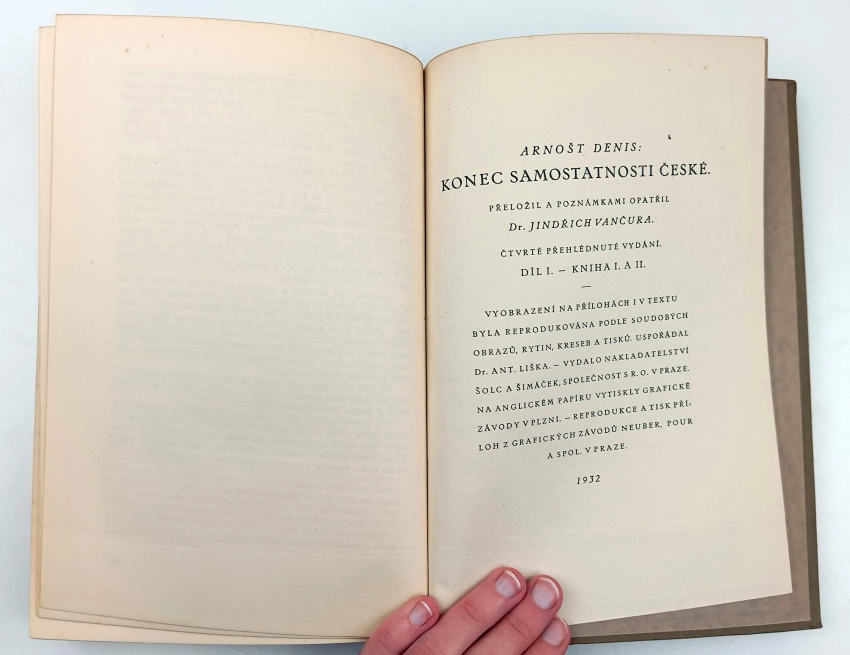 ARNOŠT DENIS:
KONEC SAMOSTATNOSTI ČESKÉ.
PŘELOŽIL A POZNÁMKAMI OPATŘIL
Dr. JINDŘICH VANČURA.
ČTVRTÉ PŘEHLÉDNUTÉ VYDÁNÍ.
DÍL I. — KNIHA I. A II.
VYOBRAZENÍ NA PŘÍLOHÁCH I V TEXTU
BYLA REPRODUKOVÁNA PODLE SOUDOBÝCH
OBRAZŮ, RYTIN, KRESEB A TISKŮ. USPOŘÁDAL
Dr. ANT. LIŠKA. — VYDALO NAKLADATELSTVÍ
ŠOLC A ŠIMÁČEK, SPOLEČNOST S R. O. V PRAZE.
NA ANGLICKÉM PAPÍRU VYTISKLY GRAFICKÉ
ZÁVODY V PLZNI. — REPRODUKCE A TISK PŘÍ-
LOH Z GRAFICKÝCH ZÁVODŮ NEUBER, POUR
A SPOL. V PRAZE.
1932